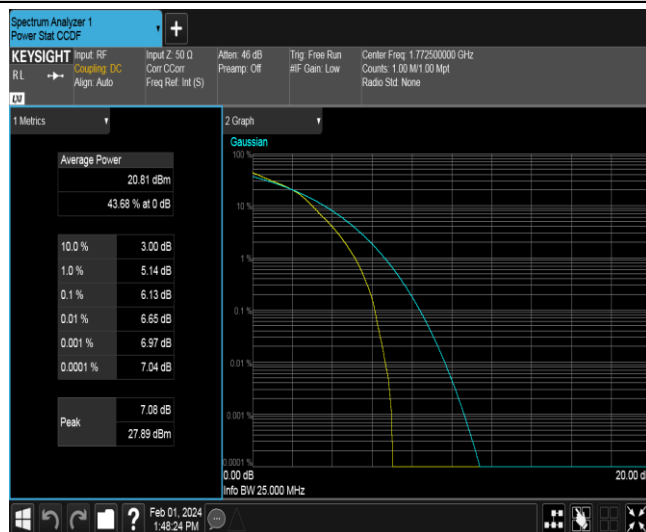 Spectrum Analyzer 1
Power Stat CCDF
+
KEYSIGHT
RL
LXI
Input: RF
Coupling: DC
Align: Auto
Input Z: 50 Ω
Corr CCorr
Freq Ref: Int (S)
Atten: 46 dB
Preamp: Off
Trig: Free Run
#IF Gain: Low
Center Freq: 1.772500000 GHz
Counts: 1.00 M/1.00 Mpt
Radio Std: None
1 Metrics
Average Power
20.81 dBm
43.68 % at 0 dB
10.0 % 3.00 dB
1.0 % 5.14 dB
0.1 % 6.13 dB
0.01 % 6.65 dB
0.001 % 6.97 dB
0.0001 % 7.04 dB
Peak
7.08 dB
27.89 dBm
2 Graph
Gaussian
100 %
10 %
1 %
0.1 %
0.01 %
0.001 %
0.0001 %
0.00 dB
20.00 d
Info BW 25.000 MHz
?
Feb 01, 2024
1:48:24 PM